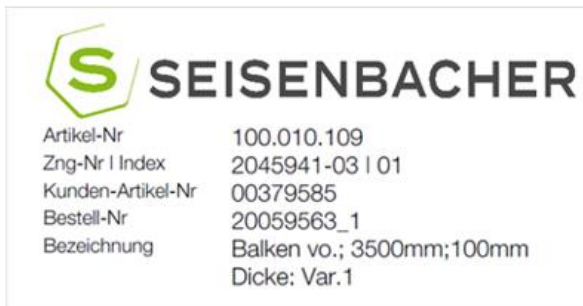 S SEISENBACHER
Artikel-Nr 100.010.109
Zng-Nr | Index 2045941-03 | 01
Kunden-Artikel-Nr 00379585
Bestell-Nr 20059563_1
Bezeichnung Balken vo.; 3500mm;100mm
Dicke: Var.1